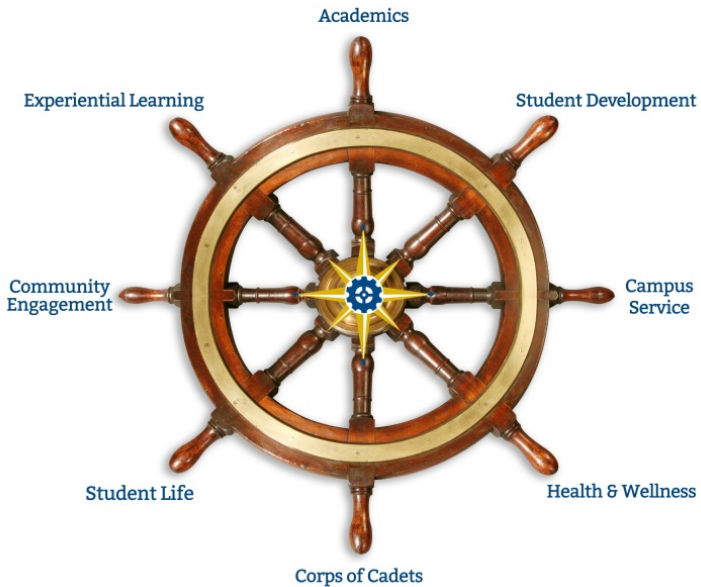 Academics
Experiential Learning
Student Development
Community
Engagement
Campus
Service
Student Life
Health & Wellness
Corps of Cadets